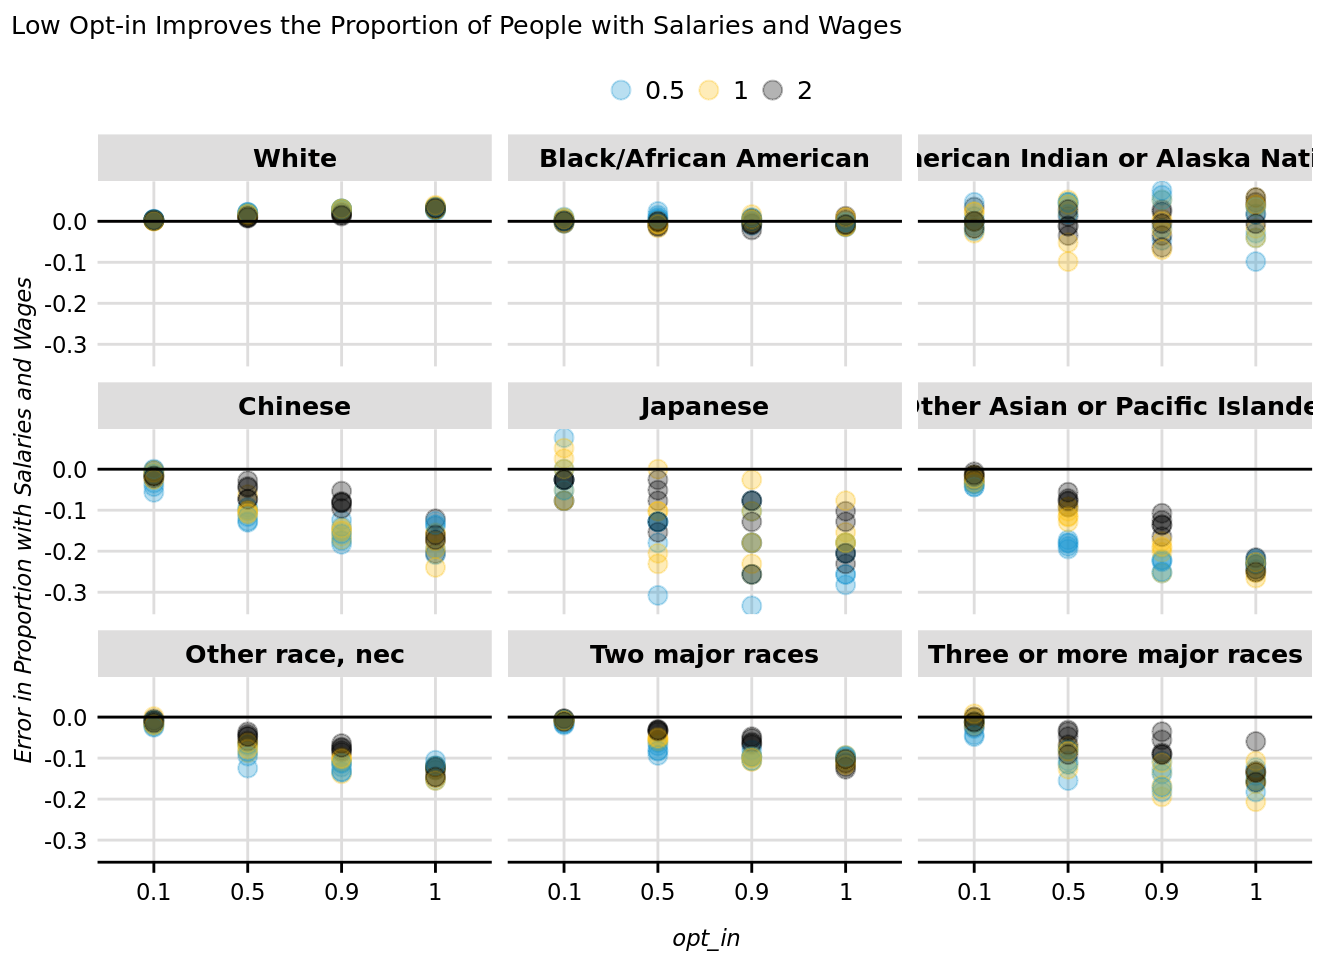 Low Opt-in Improves the Proportion of People with Salaries and Wages
0.5 1 2
White Black/African American nerican Indian or Alaska Nati
0.0
-0.1
-0.2
-0.3
Chinese Japanese Other Asian or Pacific Islande
0.0
-0.1
-0.2
-0.3
Other race, nec Two major races Three or more major races
0.0
-0.1
-0.2
-0.3
0.1 0.5 0.9 1 0.1 0.5 0.9 1 0.1 0.5 0.9 1
opt_in
Error in Proportion with Salaries and Wages